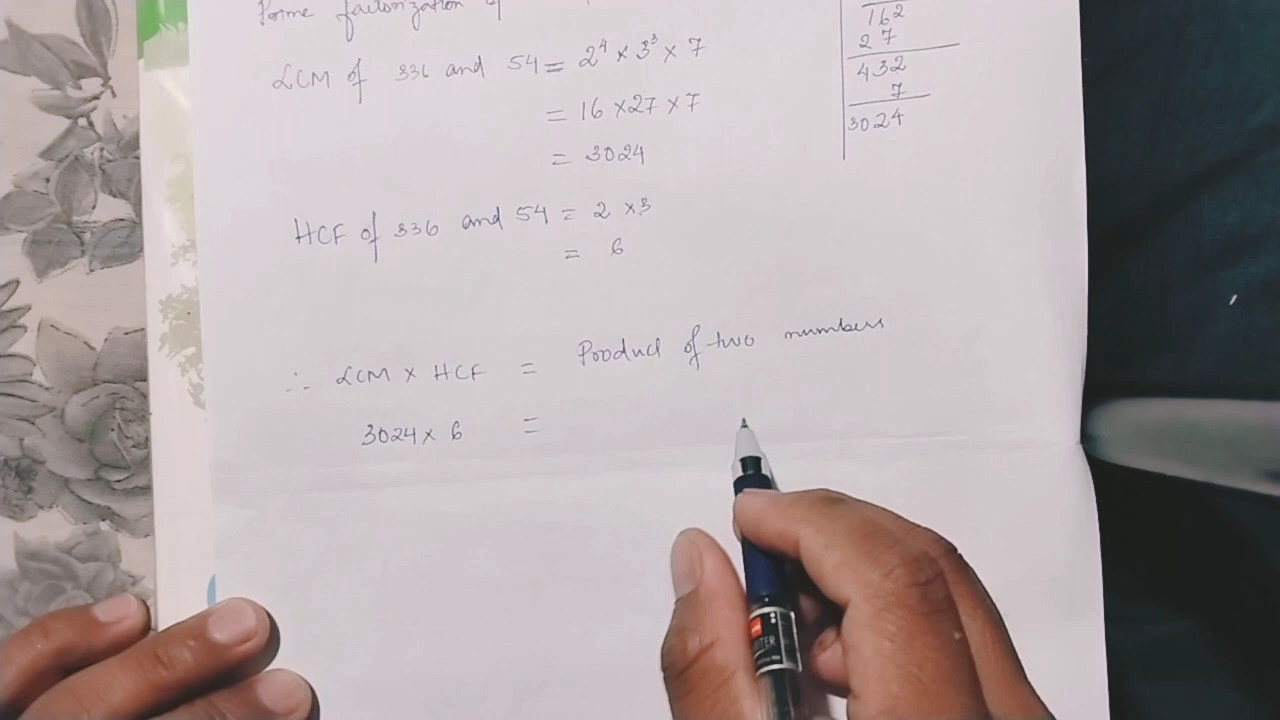 Prime factorization of
LCM of 336 and 54 = 2⁴ × 3³ × 7
= 16 × 27 × 7
= 3024
HCF of 336 and 54 = 2 × 3
= 6
∴ LCM × HCF = Product of two numbers
3024 × 6 =
162
27
432
7
3024